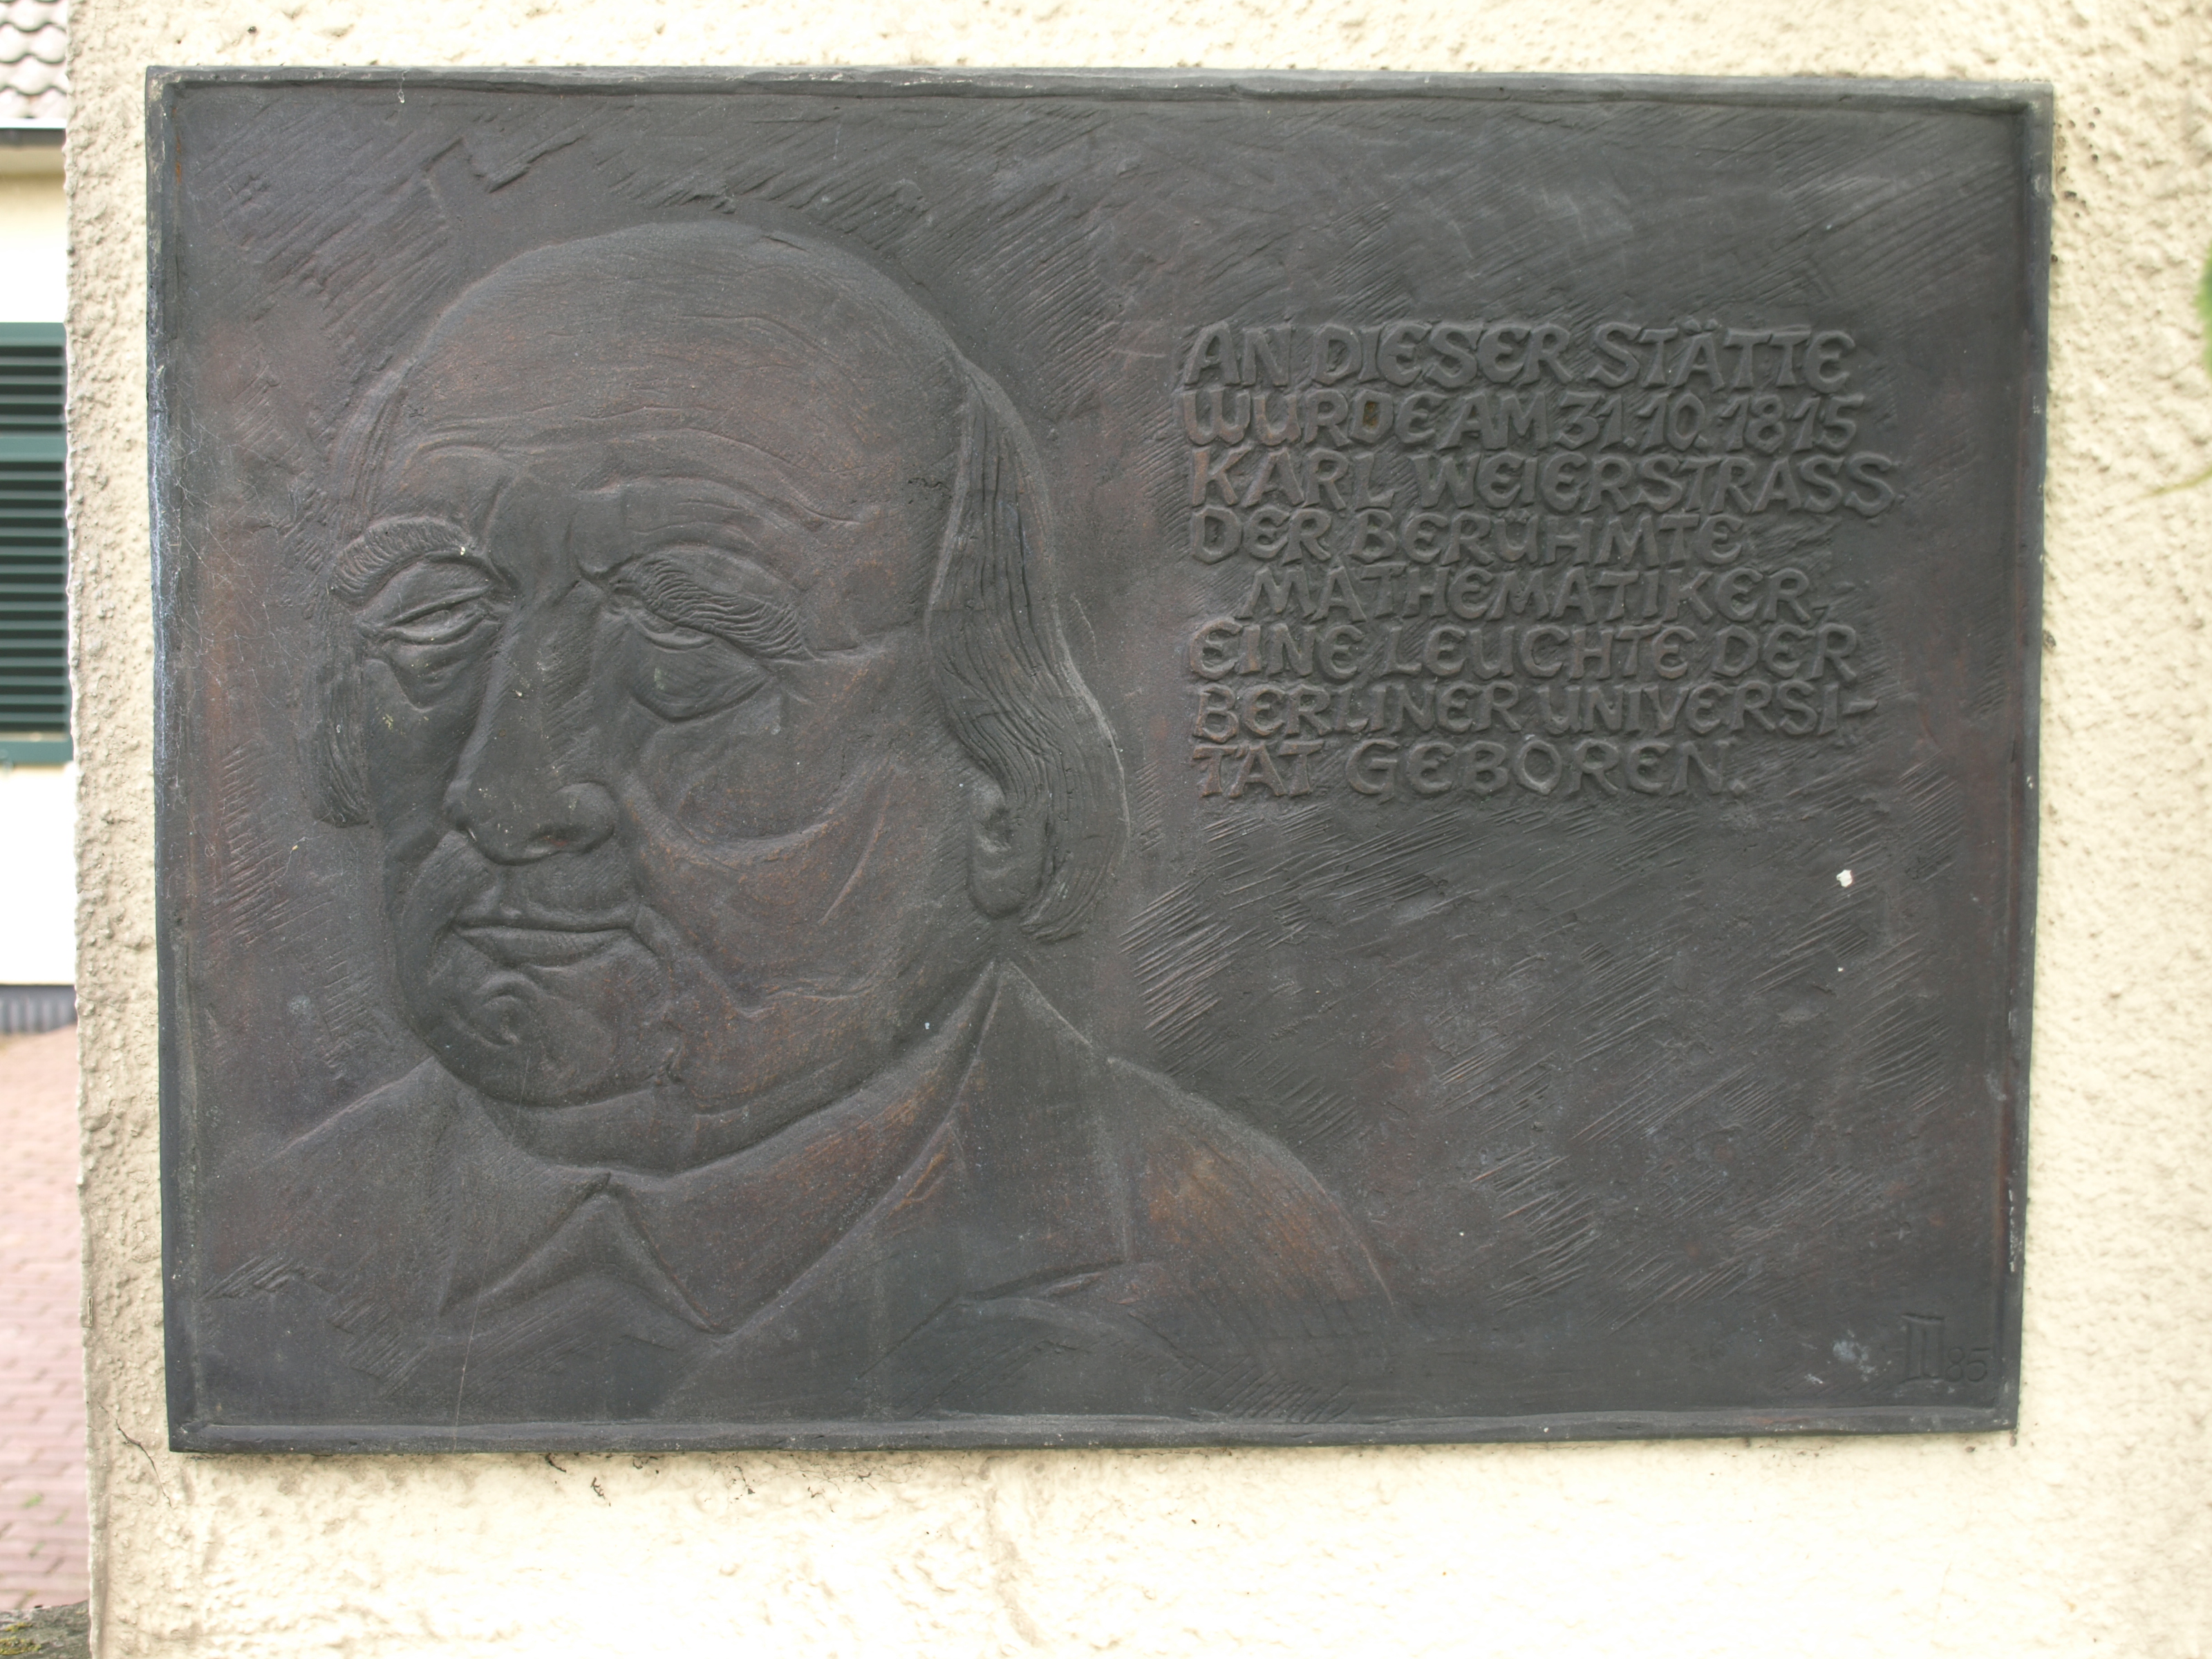 AN DIESER STÄTTE
WURDE AM 31.10.1815
KARL WEIERSTRASS
DER BERÜHMTE
MATHEMATIKER,
EINE LEUCHTE DER
BERLINER UNIVERSI-
TÄT GEBOREN.
85